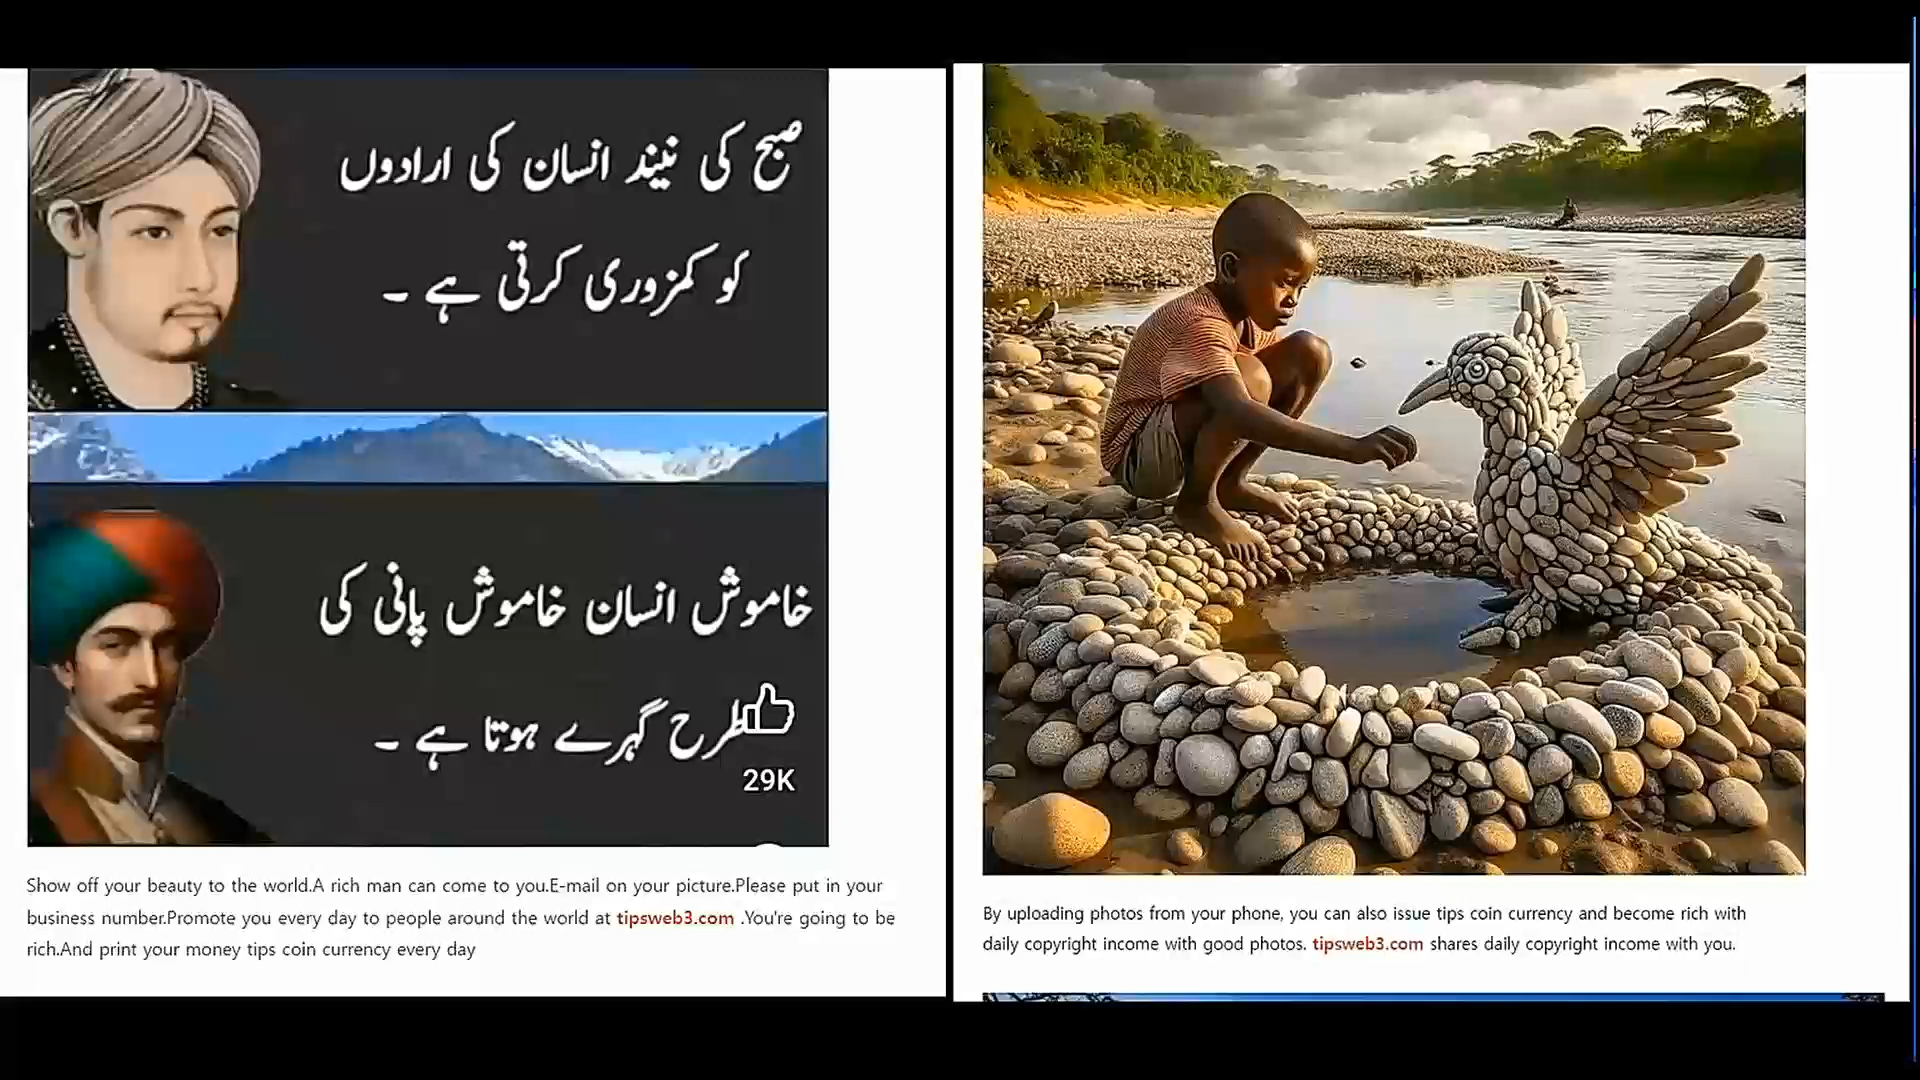 صبح کی نیند انسان کی ارادوں
کو کمزوری کرتی ہے ۔
خاموش انسان خاموش پانی کی
طرح گہرے ہوتا ہے ۔
29K
Show off your beauty to the world.A rich man can come to you.E-mail on your picture.Please put in your
business number.Promote you every day to people around the world at tipsweb3.com .You're going to be
rich.And print your money tips coin currency every day
By uploading photos from your phone, you can also issue tips coin currency and become rich with
daily copyright income with good photos. tipsweb3.com shares daily copyright income with you.